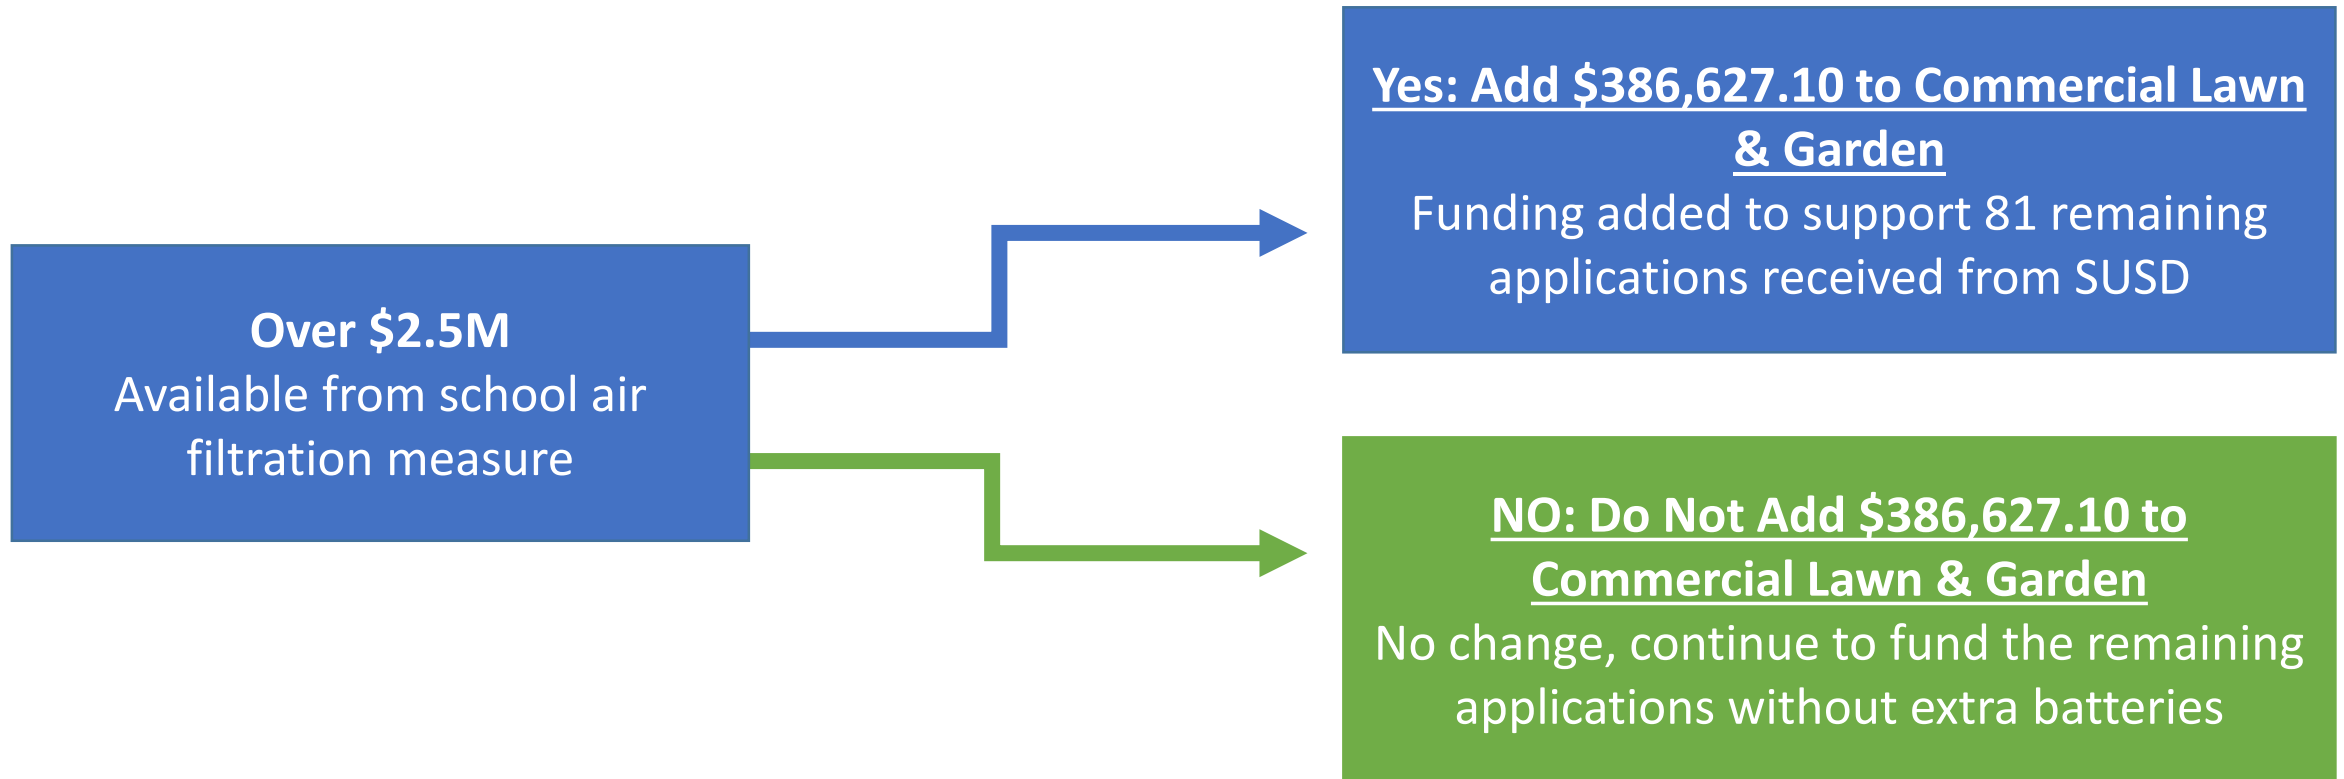 Over $2.5M
Available from school air
filtration measure
Yes: Add $386,627.10 to Commercial Lawn
& Garden
Funding added to support 81 remaining
applications received from SUSD
NO: Do Not Add $386,627.10 to
Commercial Lawn & Garden
No change, continue to fund the remaining
applications without extra batteries